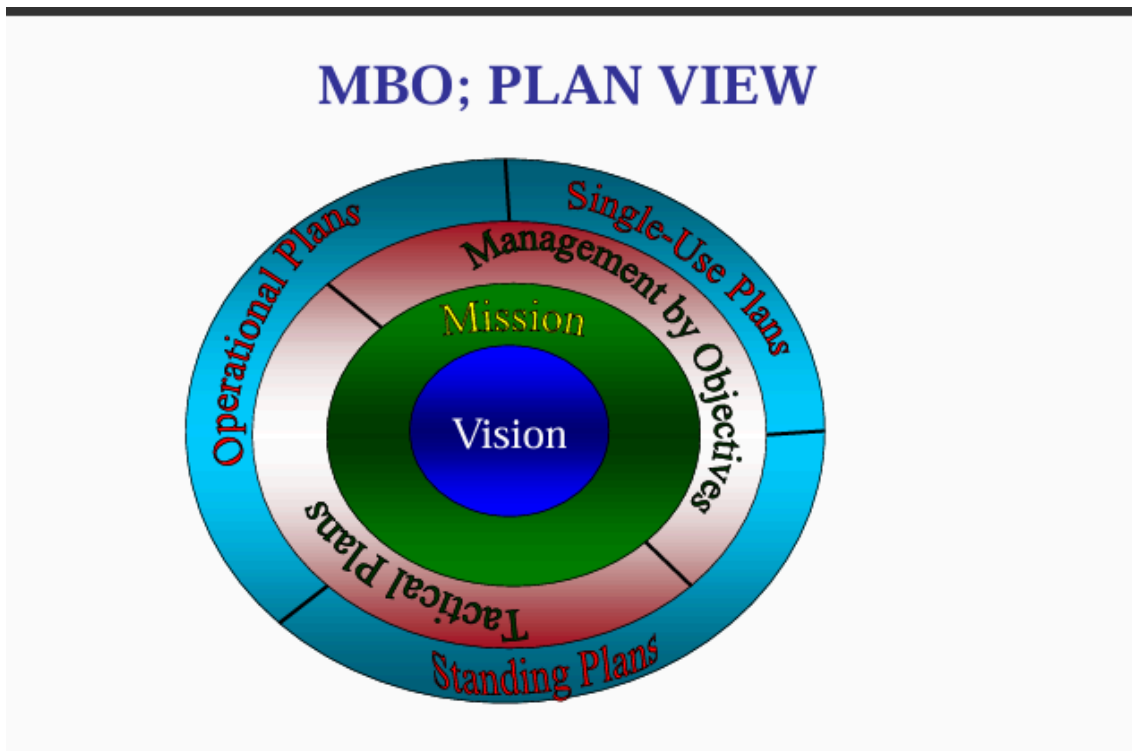 MBO; PLAN VIEW
Operational Plans
Single-Use Plans
Management by Objectives
Mission
Vision
Tactical Plans
Standing Plans